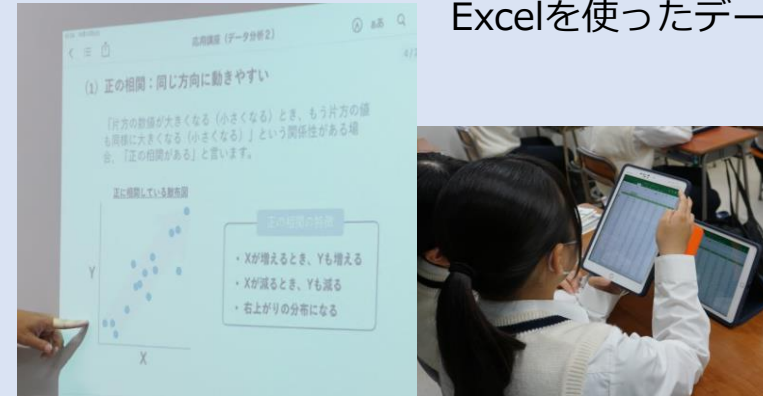 Excelを使ったデー
応用講座（データ分析2）
（1）正の相関：同じ方向に動きやすい
「片方の数値が大きくなる（小さくなる）とき、もう片方の値
も同様に大きくなる（小さくなる）」という関係性がある場
合、「正の相関がある」と言います。
正に相関している散布図
Y
X
正の相関の特徴
・Xが増えるとき、Yも増える
・Xが減るとき、Yも減る
・右上がりの分布になる